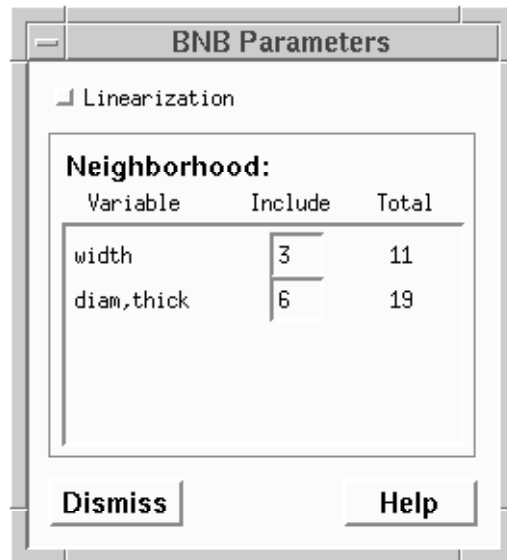 BNB Parameters
Linearization
Neighborhood:
Variable Include Total
width 3 11
diam,thick 6 19
Dismiss Help